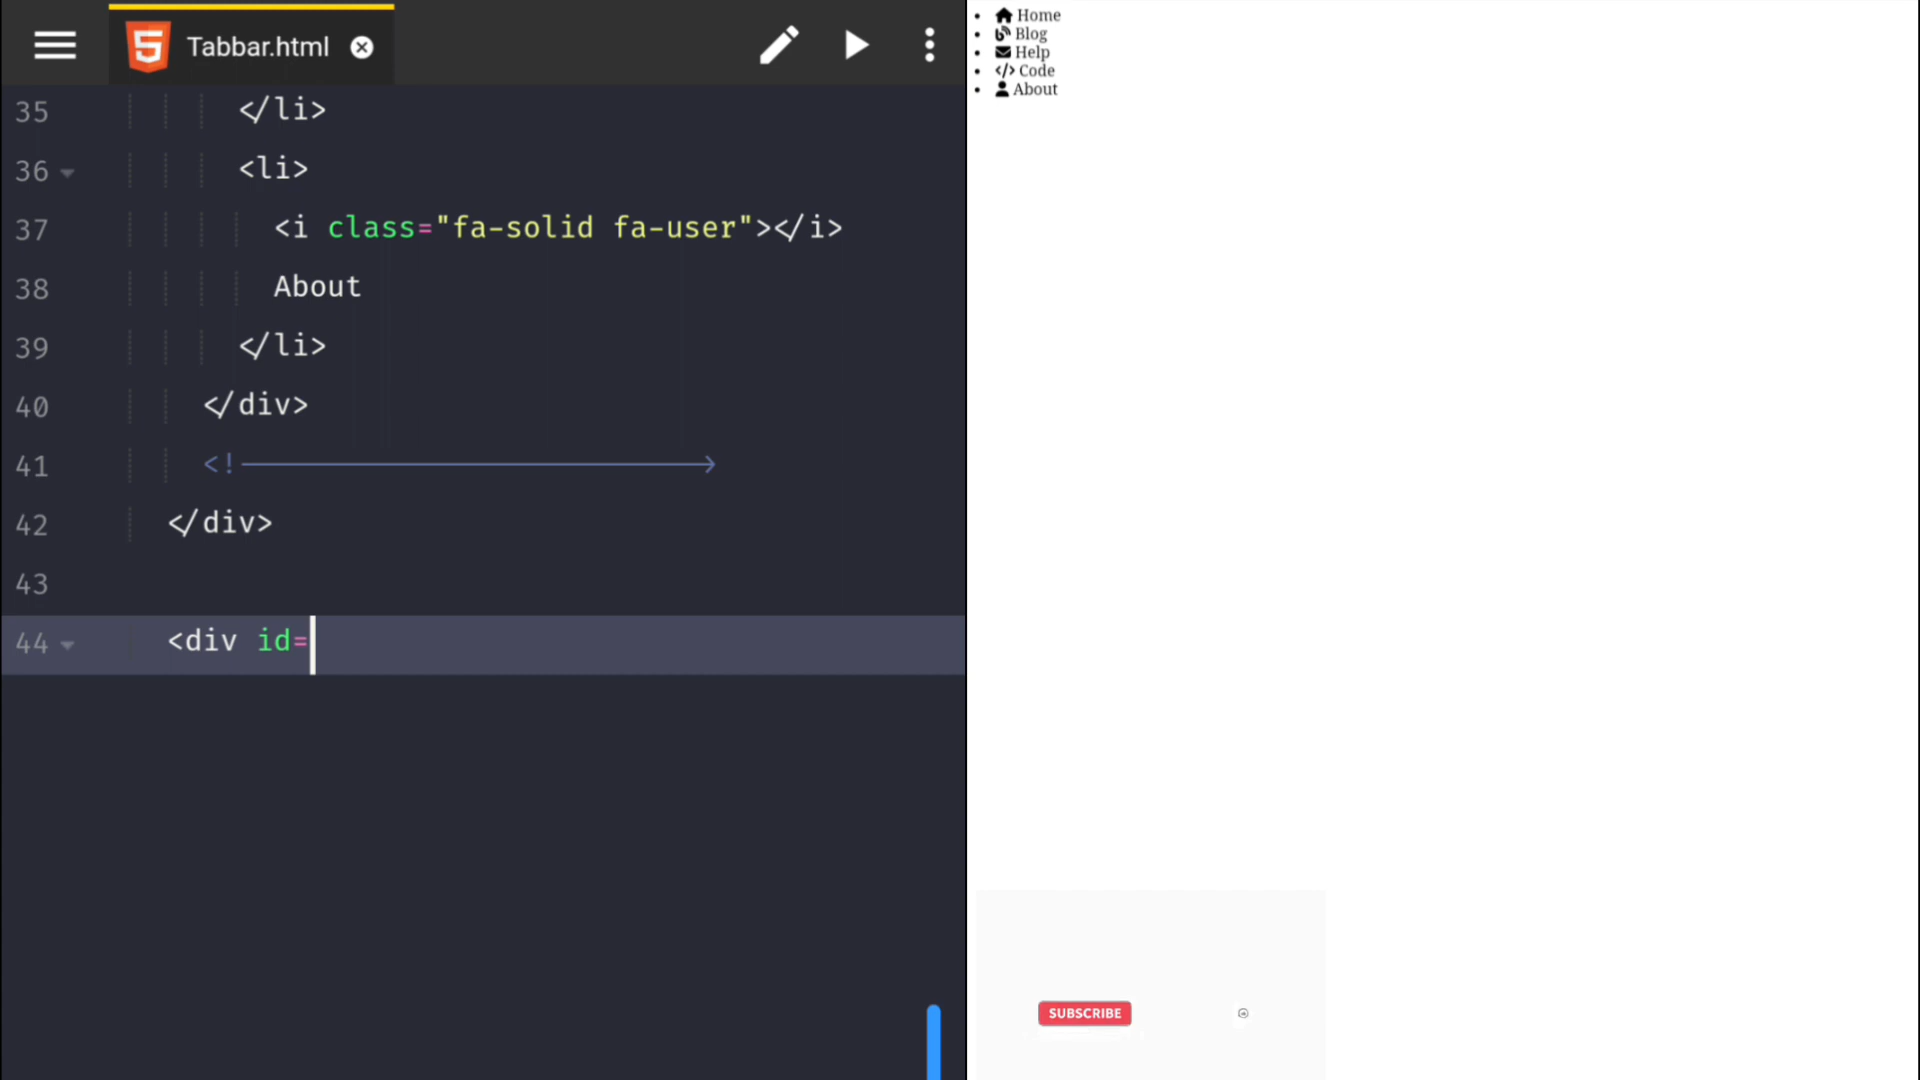 Tabbar.html
35 </li>
36 <li>
37 <i class="fa-solid fa-user"></i>
38 About
39 </li>
40 </div>
41 <!-- -->
42 </div>
43
44 <div id=
Home
Blog
Help
</> Code
About
SUBSCRIBE